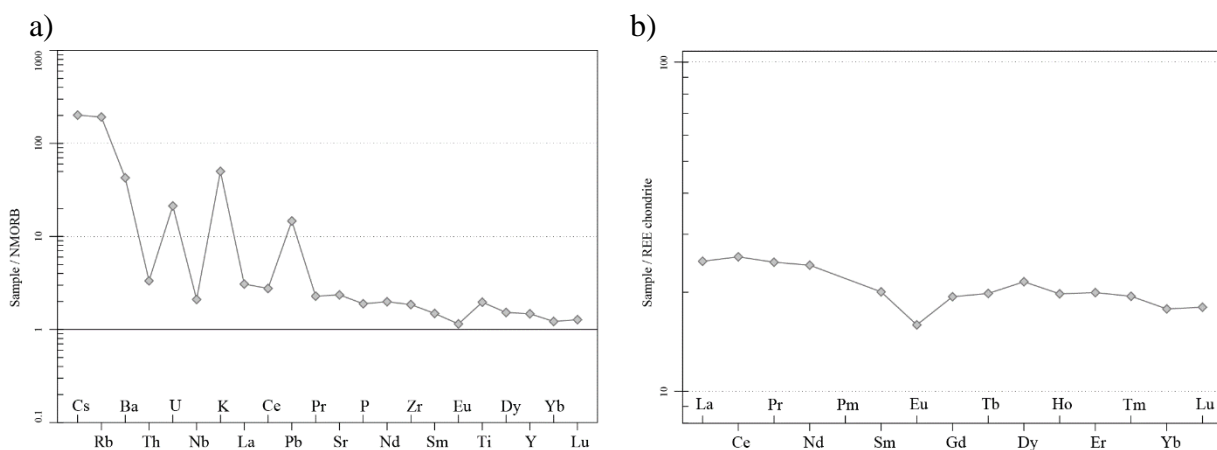 a)
Sample / NMORB
1000
100
10
1
0.1
Cs Ba U K Ce Pr P Zr Eu Dy Yb
Rb Th Nb La Pb Sr Nd Sm Ti Y Lu
b)
Sample / REE chondrite
100
10
La Pr Pm Eu Tb Ho Tm Lu
Ce Nd Sm Gd Dy Er Yb